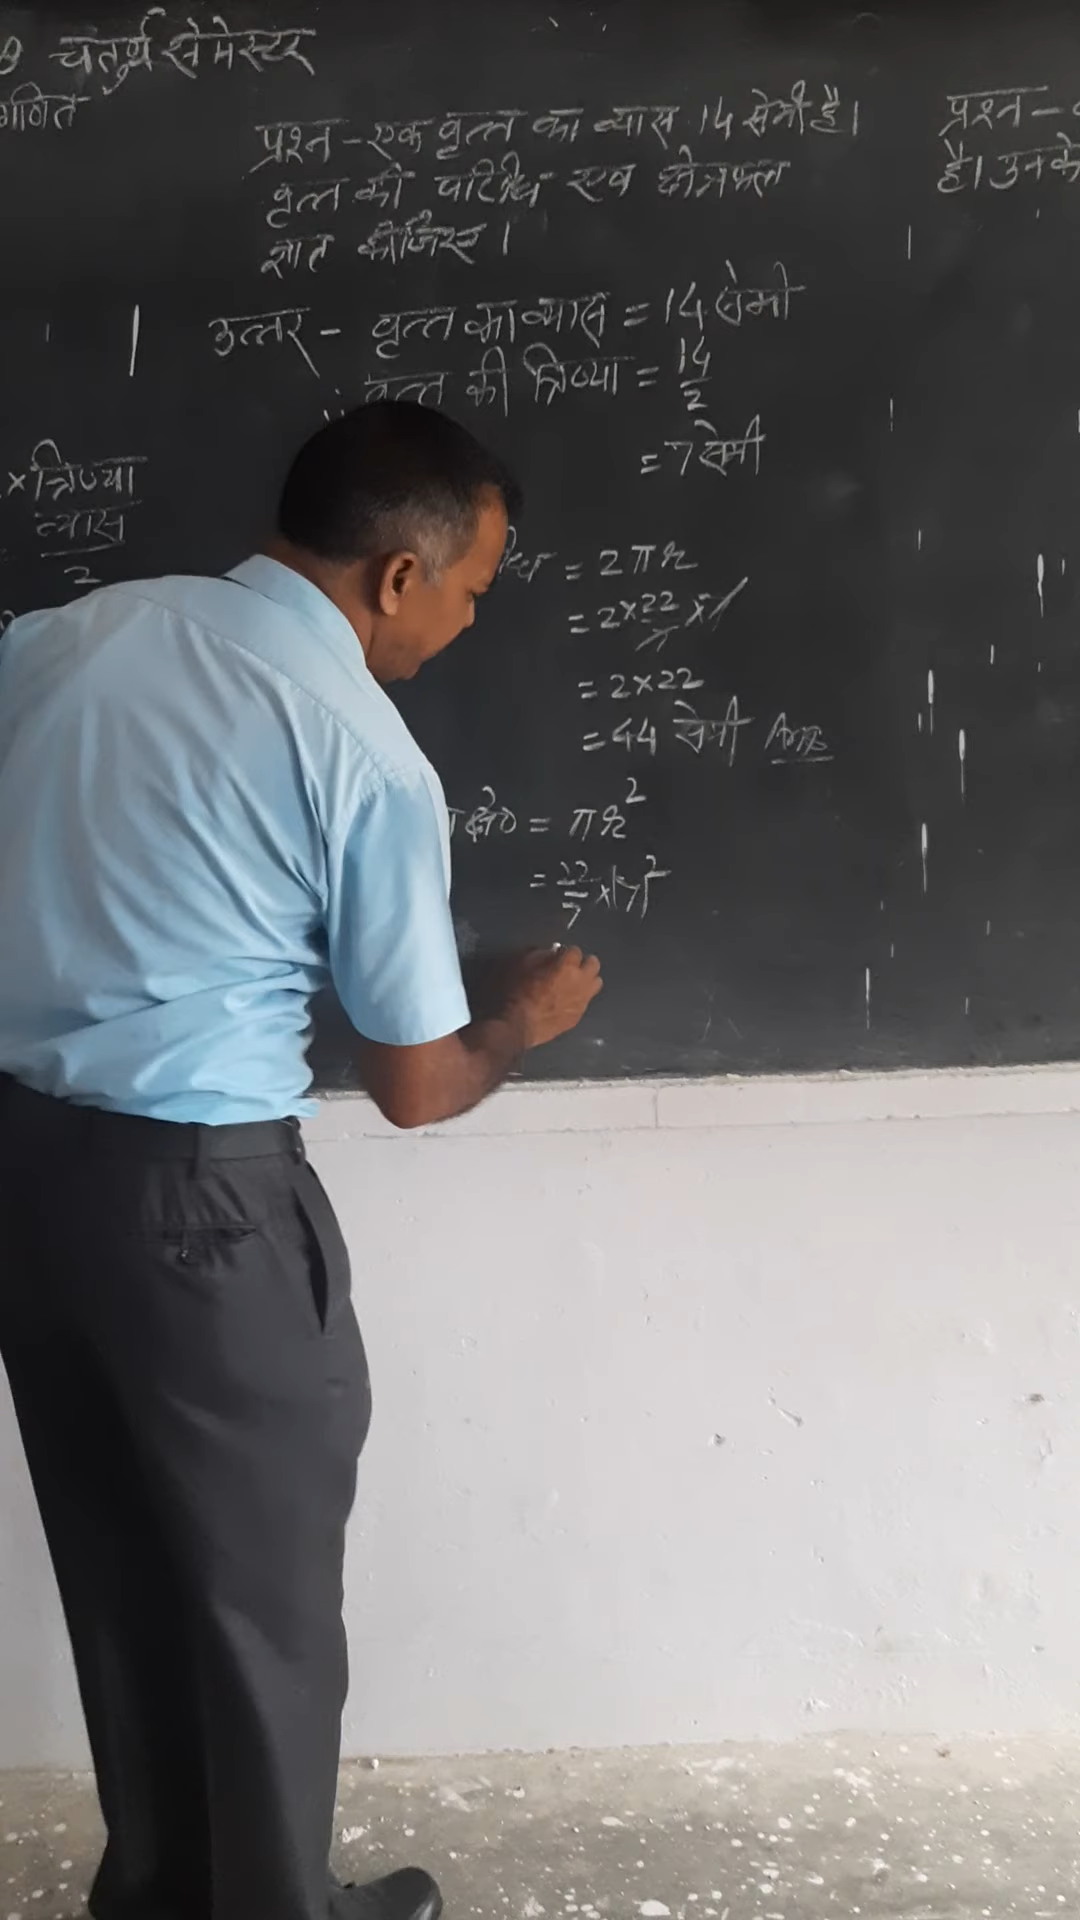 चतुर्थ सेमेस्टर
गणित
प्रश्न - एक वृत्त का व्यास 14 सेमी है।
वृत्त की परिधि एवं क्षेत्रफल
ज्ञात कीजिए।
उत्तर - वृत्त का व्यास = 14 सेमी
∴ वृत्त की त्रिज्या = 14/2
= 7 सेमी
= 2πr
= 2×22/7×7
= 2×22
= 44 सेमी Ans
क्षे० = πr²
= 22/7×(7)²
× त्रिज्या
व्यास
2
प्रश्न -
है। उनके